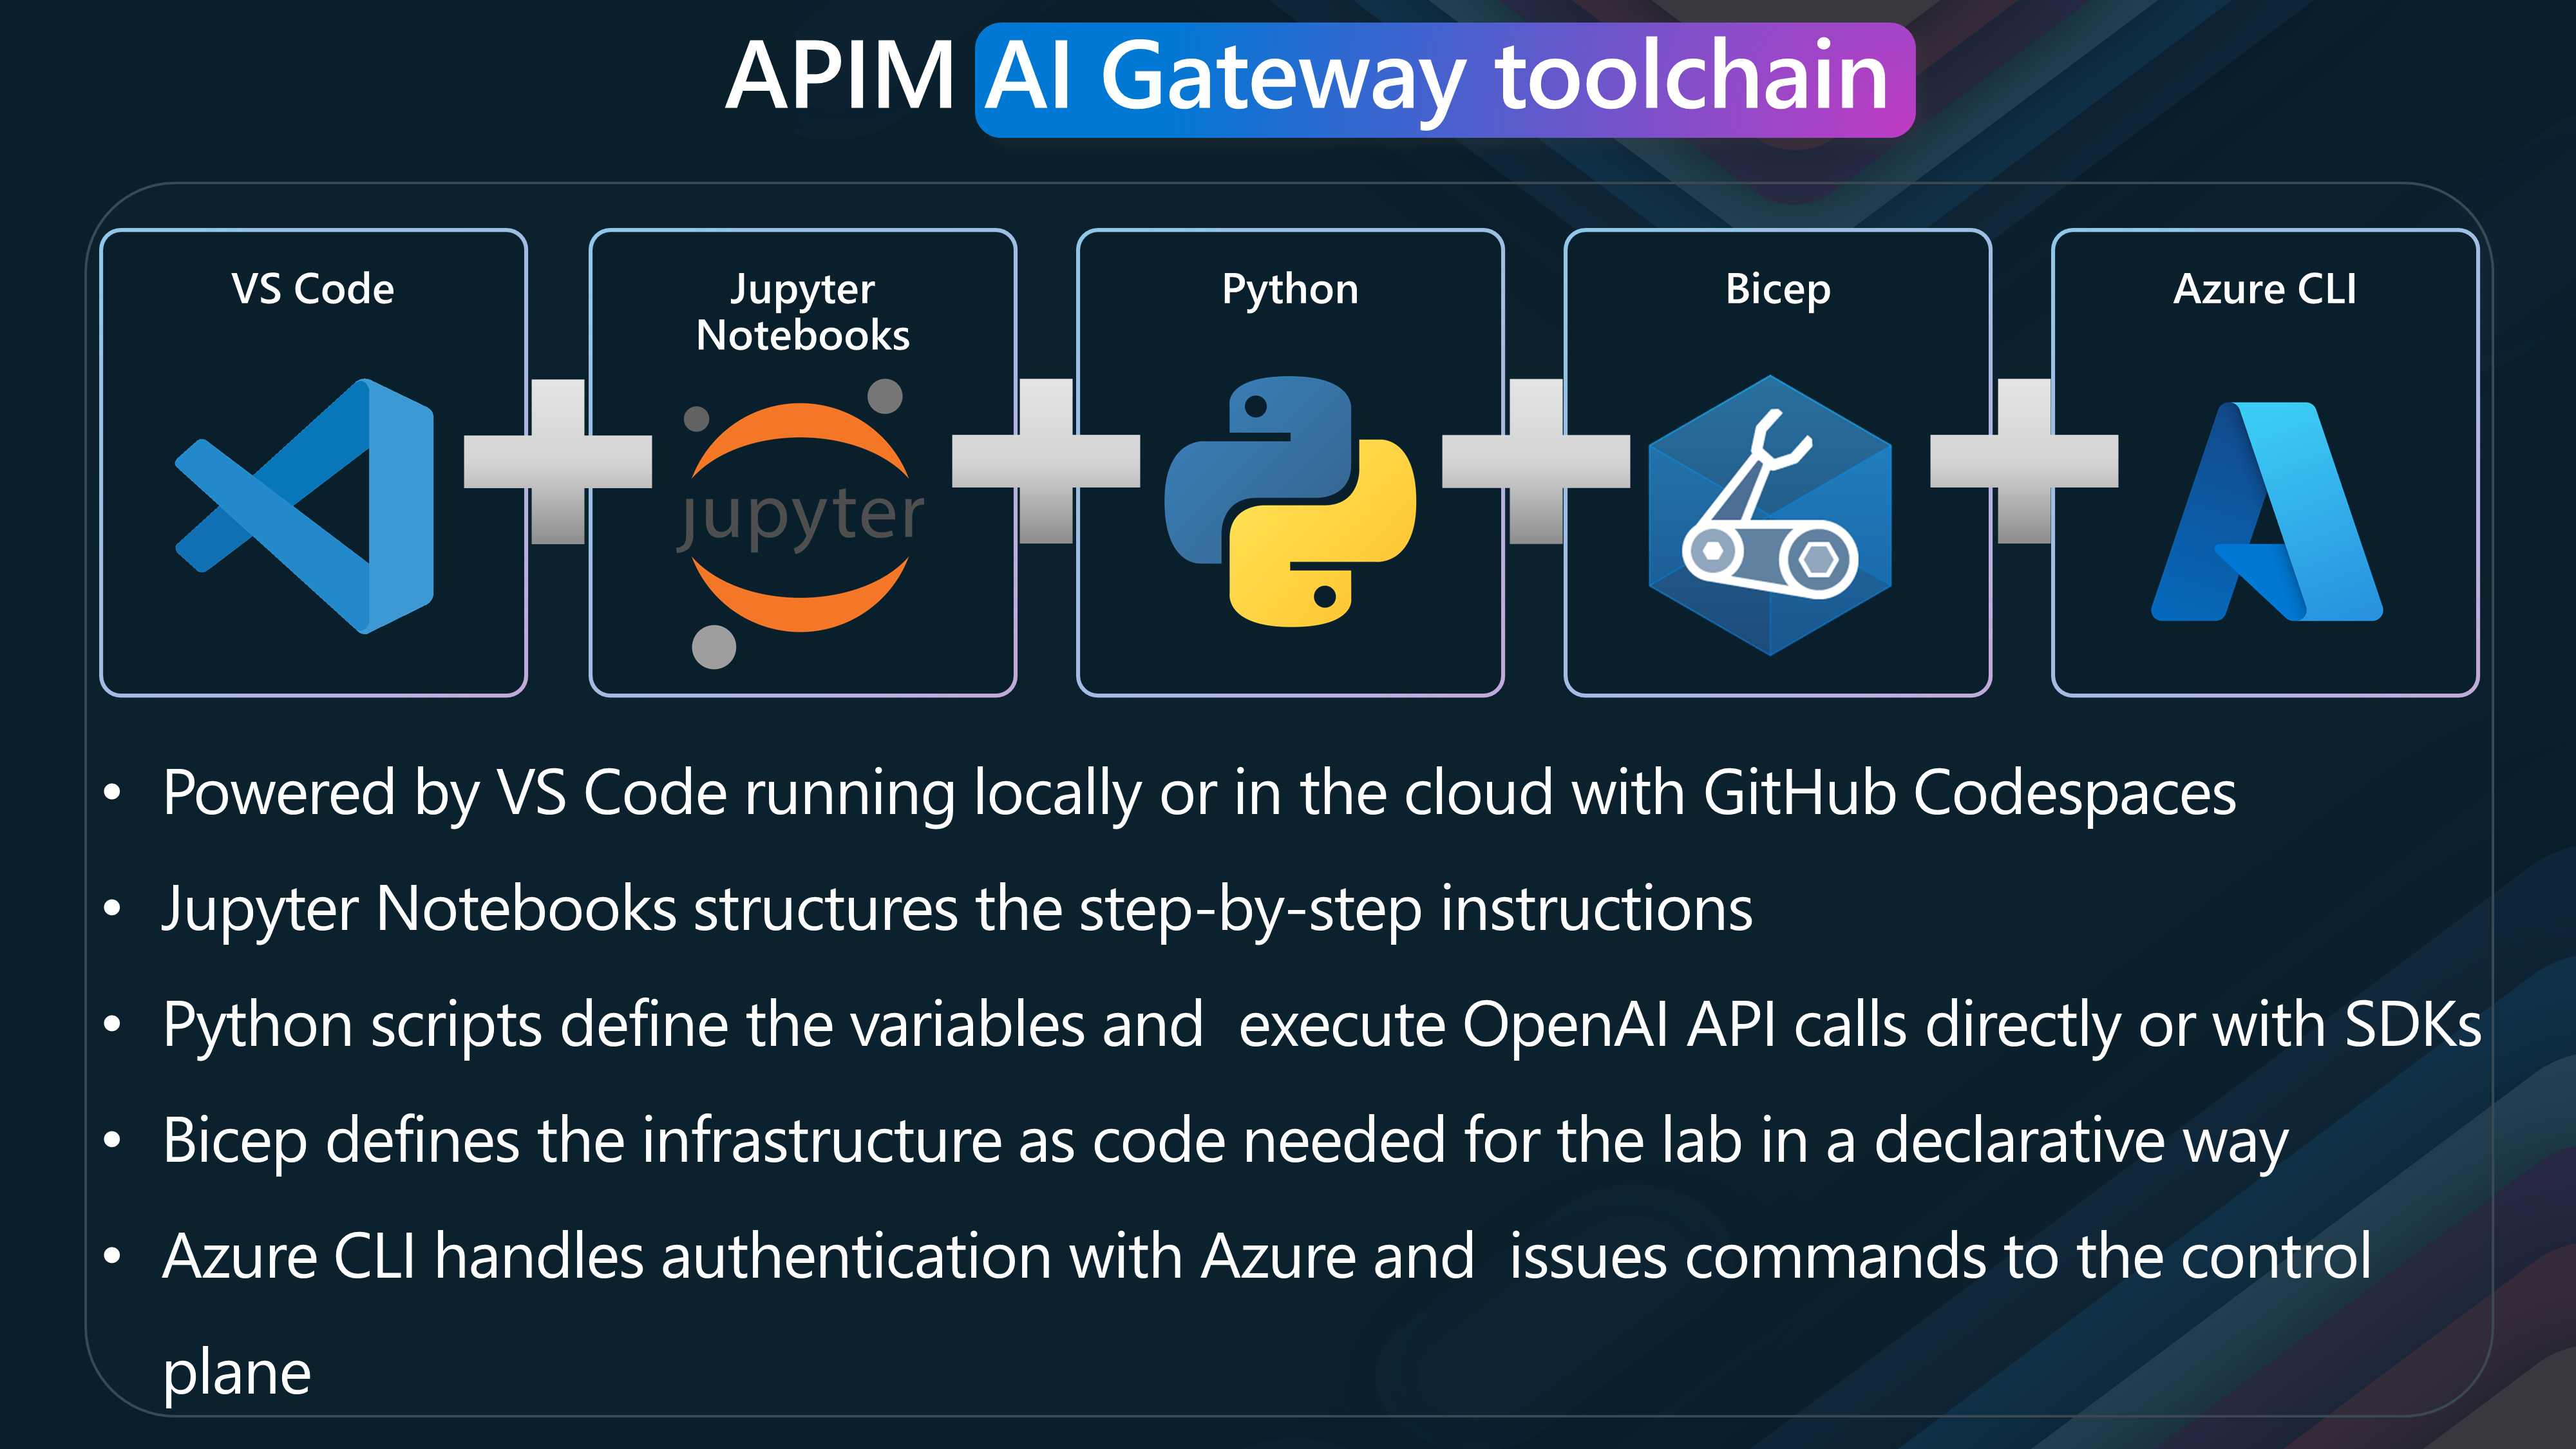 APIM AI Gateway toolchain
VS Code
Jupyter
Notebooks
Python
Bicep
Azure CLI
jupyter
• Powered by VS Code running locally or in the cloud with GitHub Codespaces
• Jupyter Notebooks structures the step-by-step instructions
• Python scripts define the variables and  execute OpenAI API calls directly or with SDKs
• Bicep defines the infrastructure as code needed for the lab in a declarative way
• Azure CLI handles authentication with Azure and  issues commands to the control
plane